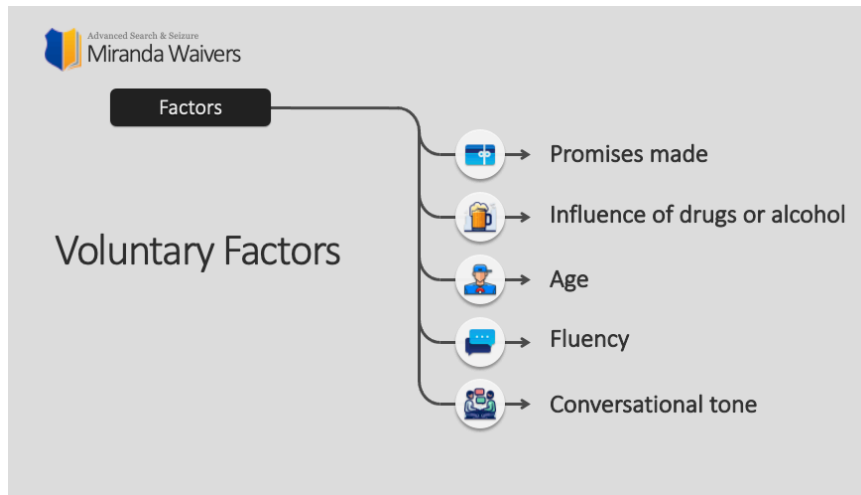 Advanced Search & Seizure
Miranda Waivers
Factors
Voluntary Factors
Promises made
Influence of drugs or alcohol
Age
Fluency
Conversational tone